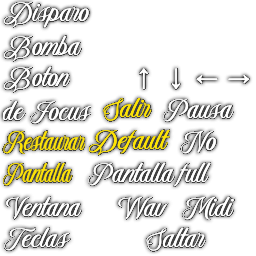 Disparo
Bomba
Boton ↑ ↓ ← →
de Focus Salir Pausa
Restaurar Default No
Pantalla Pantalla full
Ventana Wav Midi
Teclas Saltar